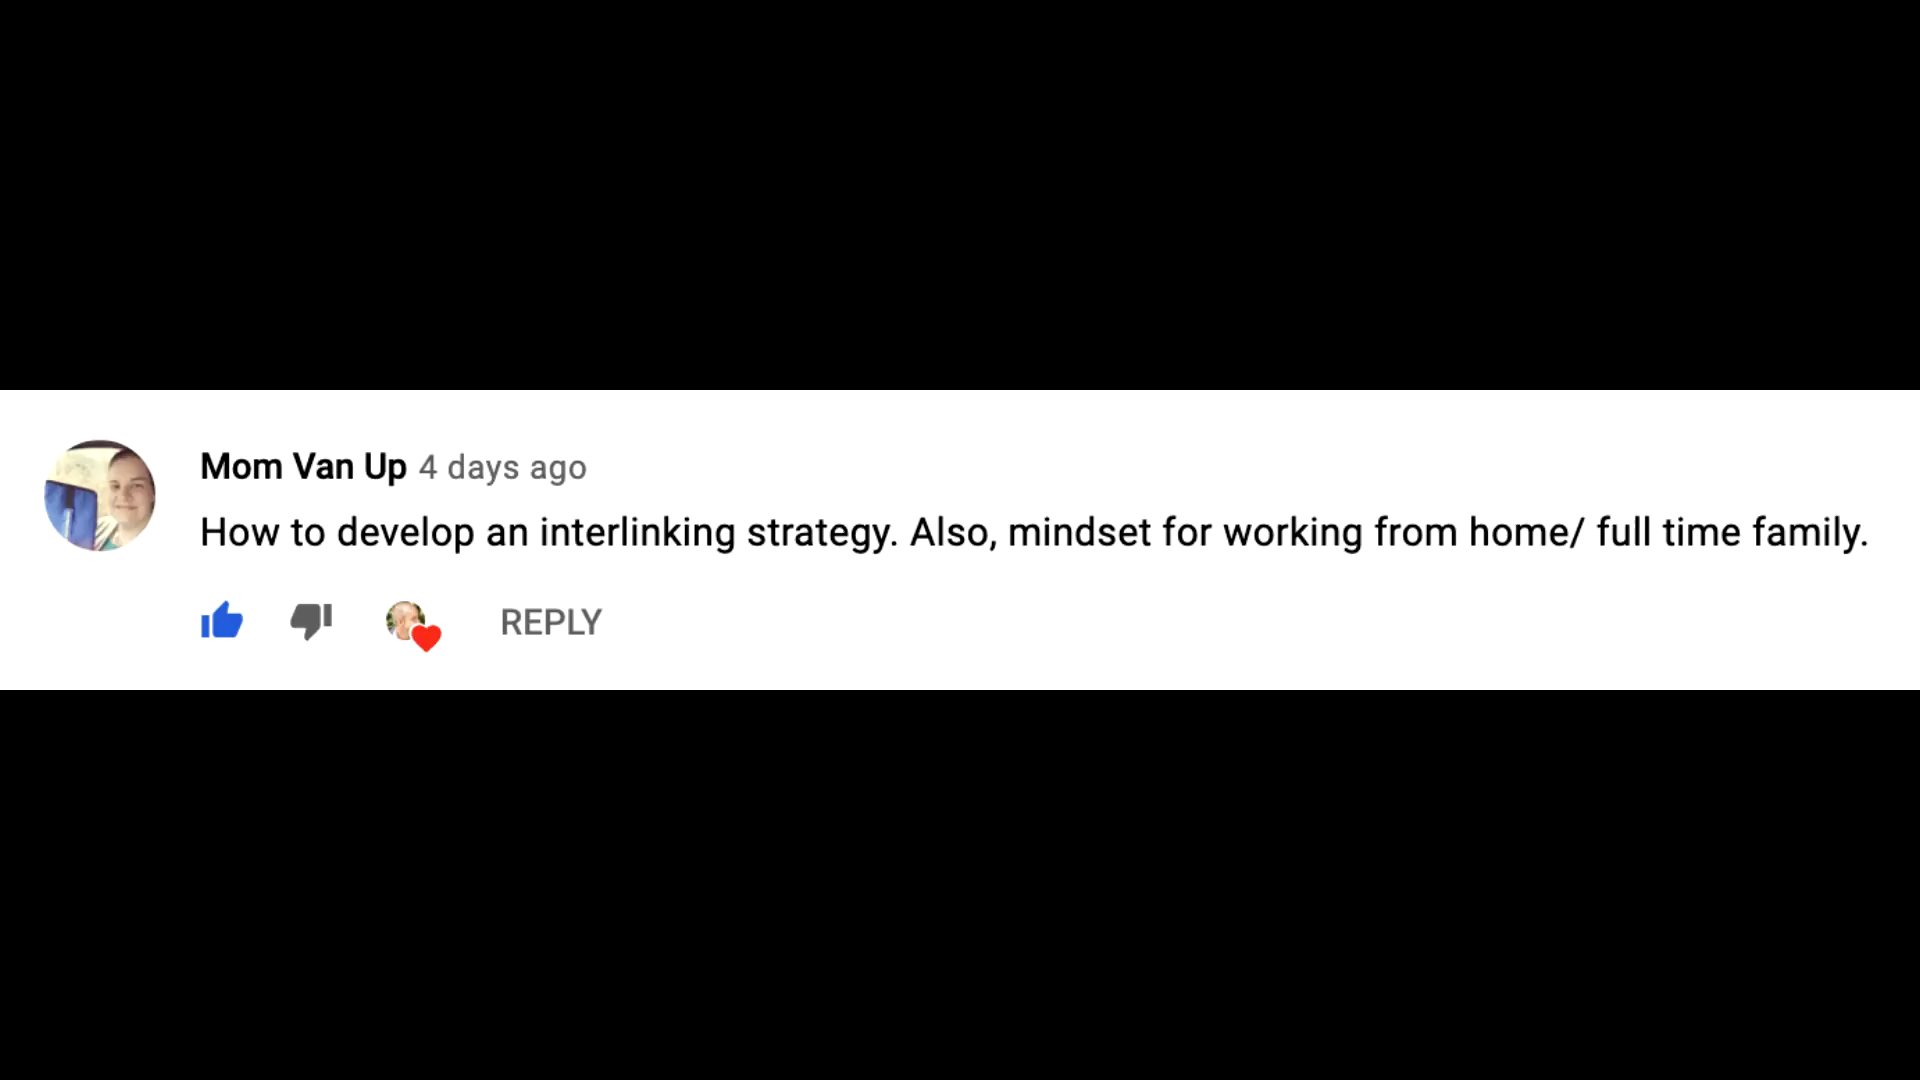 Mom Van Up 4 days ago
How to develop an interlinking strategy. Also, mindset for working from home/ full time family.
REPLY